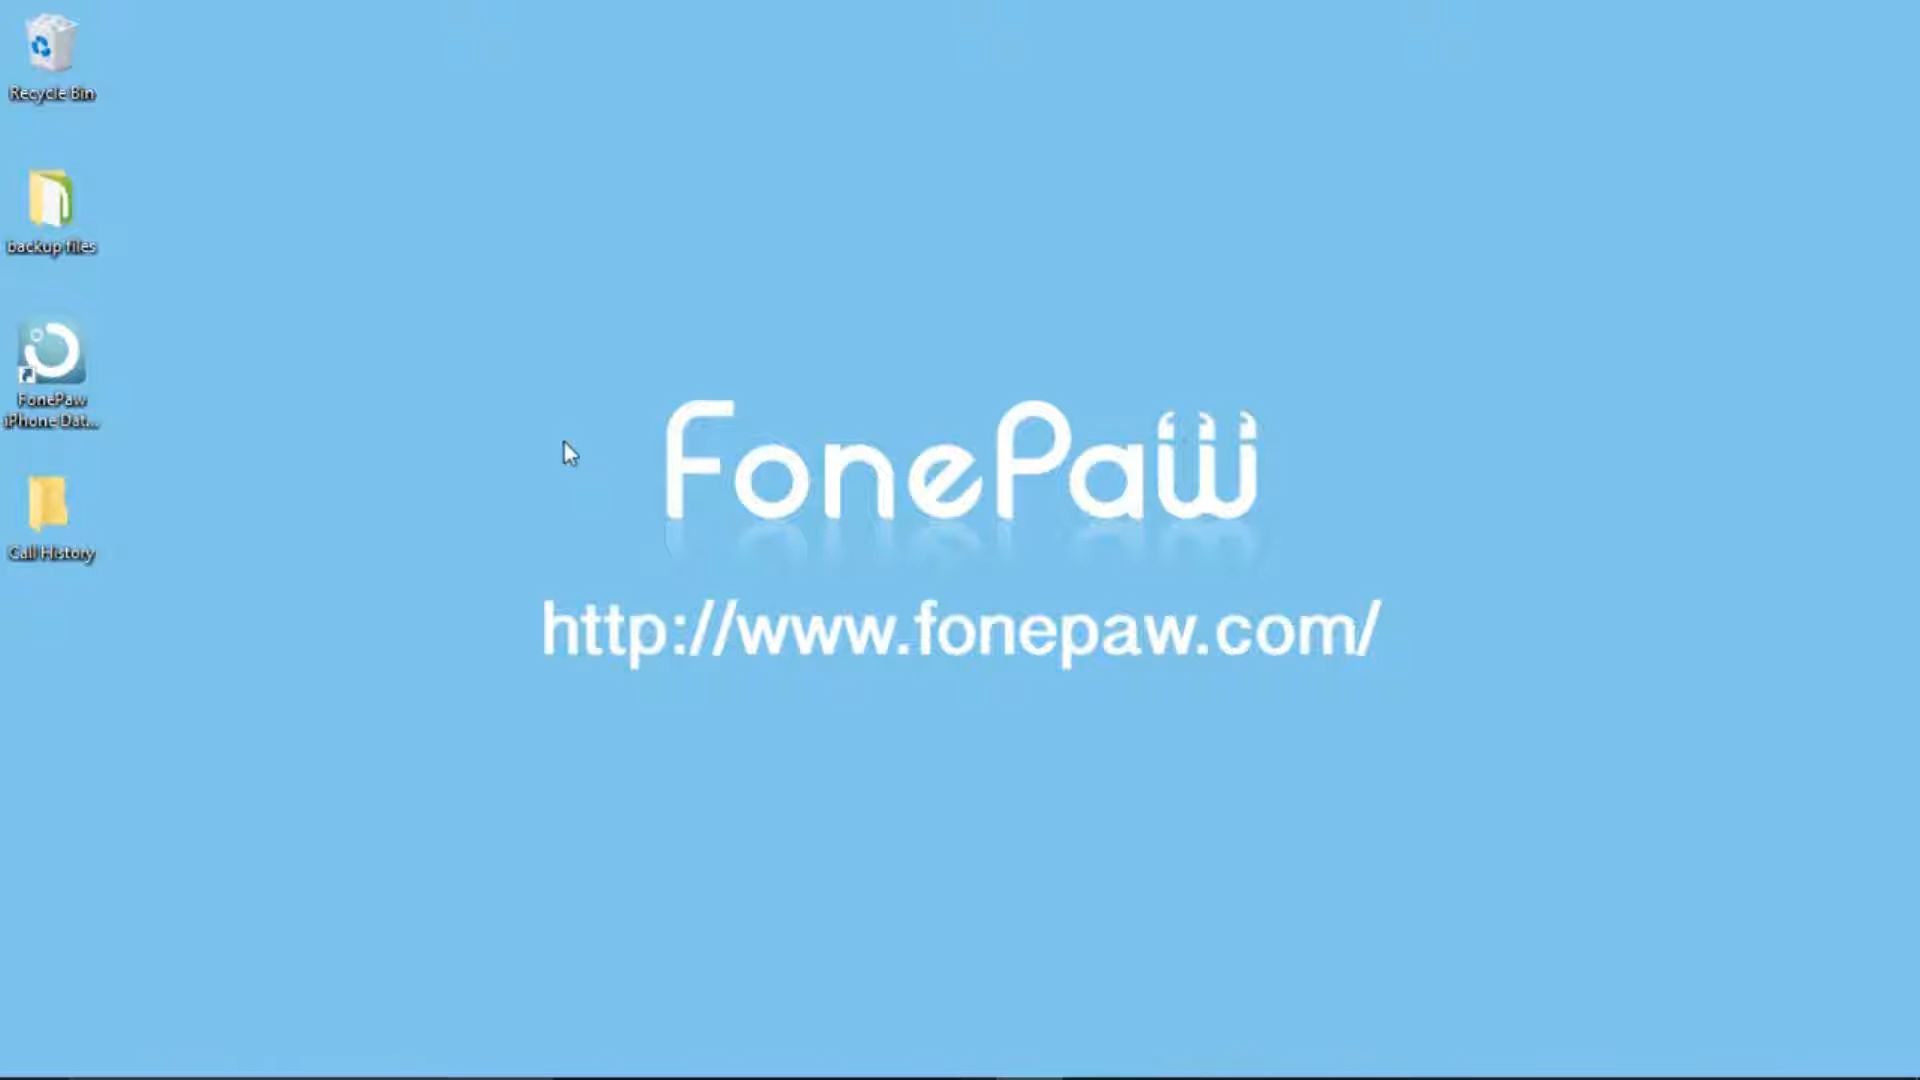 Recycle Bin
backup files
FonePaw
iPhone Dat...
Call History
FonePaw
http://www.fonepaw.com/